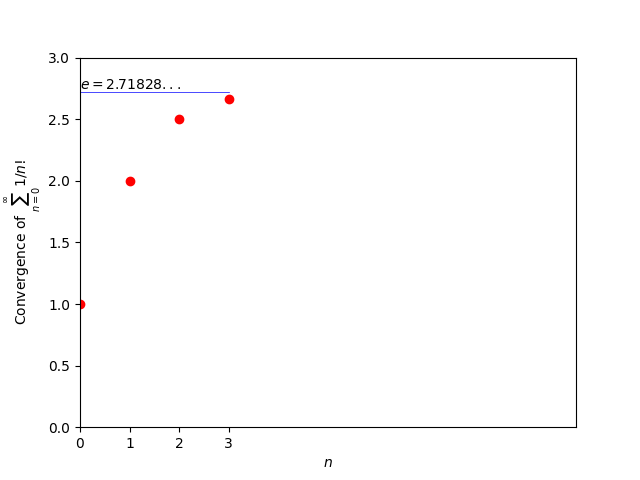 3.0
e = 2.71828...
2.5
2.0
1.5
1.0
0.5
0.0
0 1 2 3
n
Convergence of ∑_{n=0}^{∞} 1/n!